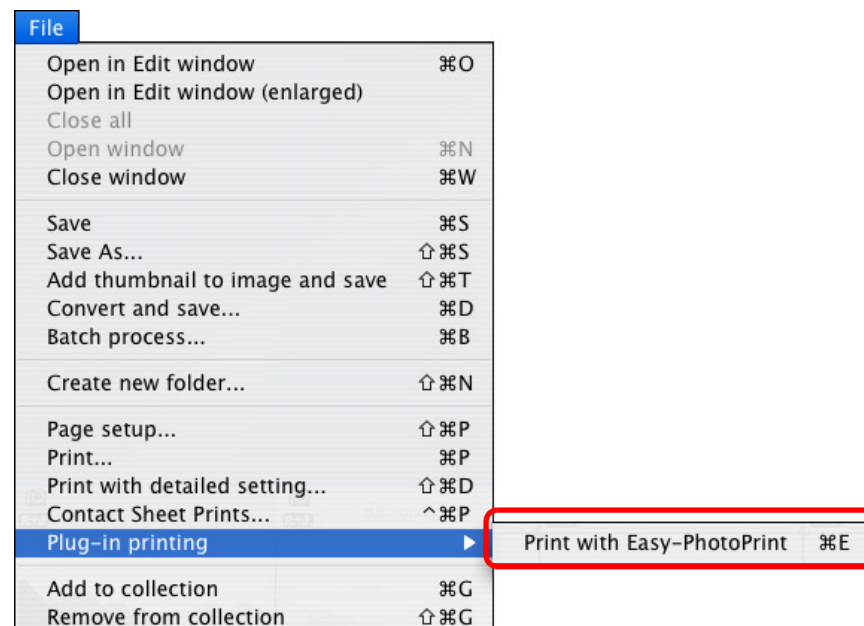 File
Open in Edit window ⌘O
Open in Edit window (enlarged)
Close all
Open window ⌘N
Close window ⌘W
Save ⌘S
Save As... ⇧⌘S
Add thumbnail to image and save ⇧⌘T
Convert and save... ⌘D
Batch process... ⌘B
Create new folder... ⇧⌘N
Page setup... ⇧⌘P
Print... ⌘P
Print with detailed setting... ⇧⌘D
Contact Sheet Prints... ^⌘P
Plug-in printing ▶ Print with Easy-PhotoPrint ⌘E
Add to collection ⌘G
Remove from collection ⇧⌘G